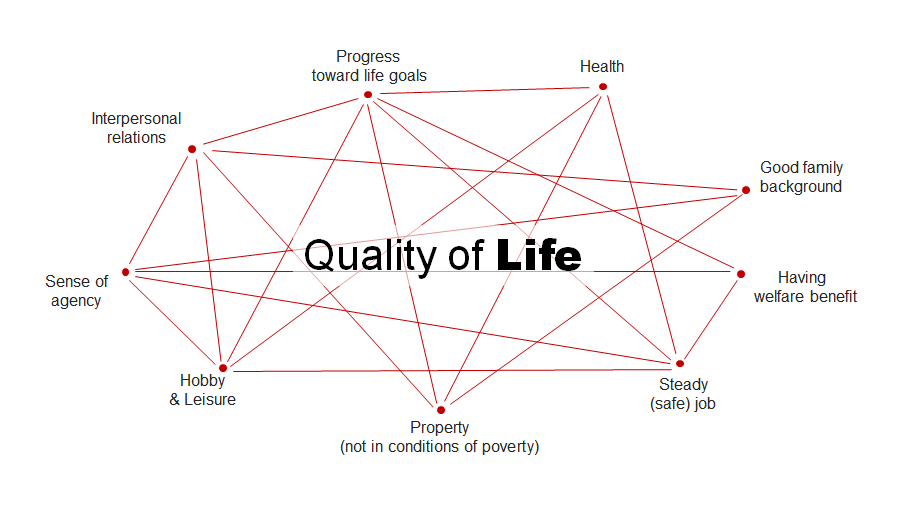 Progress
toward life goals
Health
Interpersonal
relations
Good family
background
Quality of Life
Sense of
agency
Having
welfare benefit
Hobby
& Leisure
Steady
(safe) job
Property
(not in conditions of poverty)